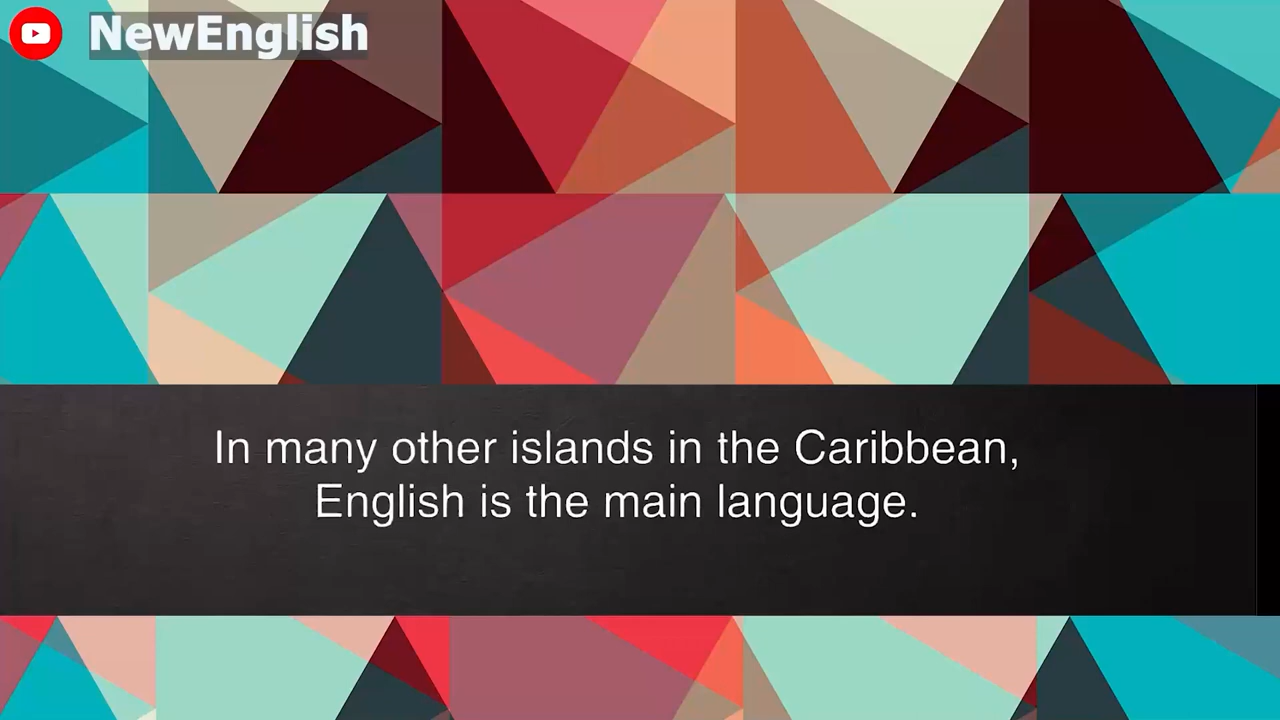 NewEnglish
In many other islands in the Caribbean,
English is the main language.